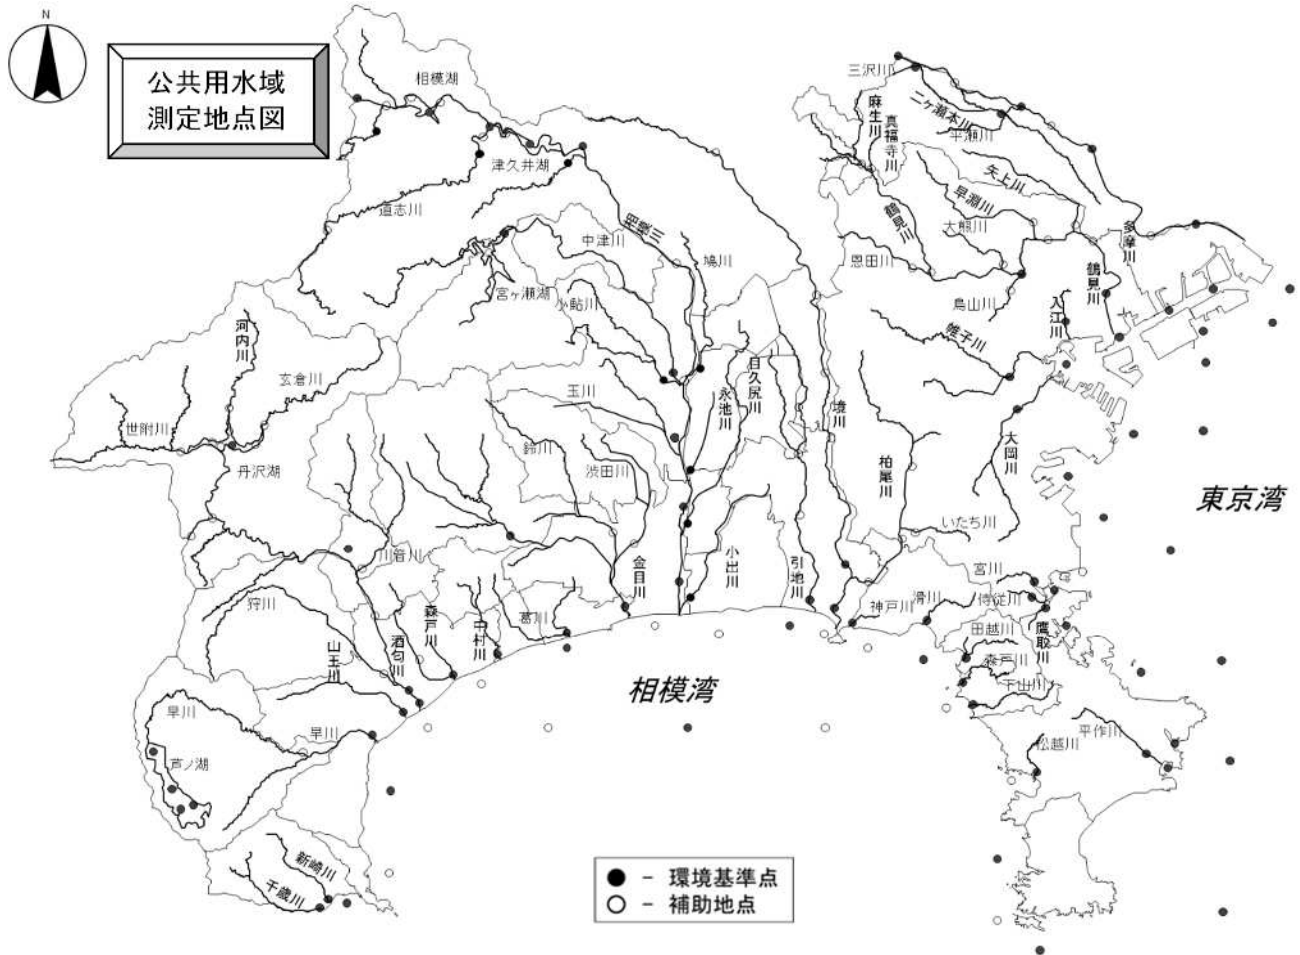 N
公共用水域
測定地点図
相模湖
三沢川
二ヶ領本川
麻生川
真福寺川
平瀬川
津久井湖
矢上川
早淵川
道志川
相模川
鶴見川
大熊川
多摩川
中津川
鳩川
恩田川
鶴見川
宮ヶ瀬湖
小鮎川
鳥山川
入江川
河内川
帷子川
玄倉川
目久尻川
玉川
永池川
境川
世附川
鈴川
大岡川
渋田川
柏尾川
丹沢湖
東京湾
いたち川
川管川
小出川
引地川
金目川
宮川
狩川
森戸川
中村川
葛川
神戸川
滑川
侍従川
酒匂川
山王川
田越川
鷹取川
森戸川
相模湾
下山川
早川
早川
平作川
松越川
芦ノ湖
新崎川
千歳川
● - 環境基準点
○ - 補助地点